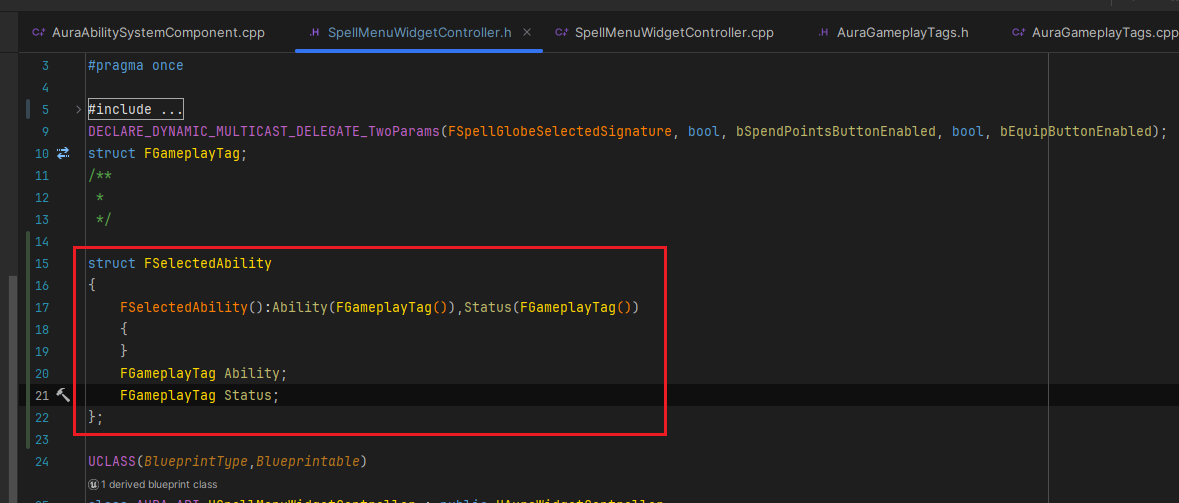 AuraAbilitySystemComponent.cpp .H SpellMenuWidgetController.h SpellMenuWidgetController.cpp .H AuraGameplayTags.h AuraGameplayTags.cpp
3 #pragma once
4
5 #include ...
9 DECLARE_DYNAMIC_MULTICAST_DELEGATE_TwoParams(FSpellGlobeSelectedSignature, bool, bSpendPointsButtonEnabled, bool, bEquipButtonEnabled);
10 struct FGameplayTag;
11 /**
12 *
13 */
14
15 struct FSelectedAbility
16 {
17 FSelectedAbility():Ability(FGameplayTag()),Status(FGameplayTag())
18 {
19 }
20 FGameplayTag Ability;
21 FGameplayTag Status;
22 };
23
24 UCLASS(BlueprintType,Blueprintable)
1 derived blueprint class